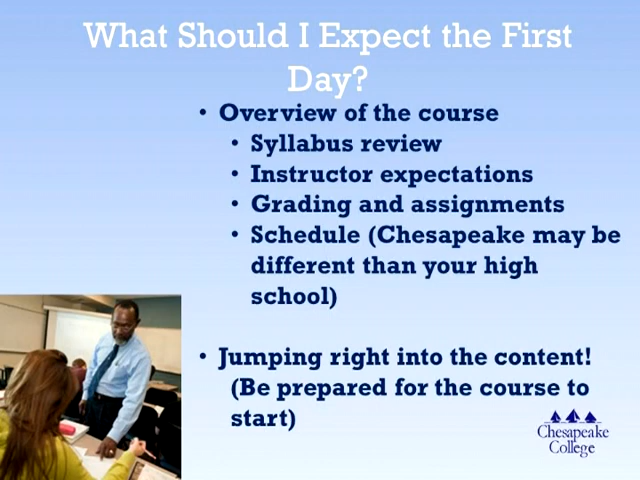 What Should I Expect the First
Day?
• Overview of the course
• Syllabus review
• Instructor expectations
• Grading and assignments
• Schedule (Chesapeake may be
different than your high
school)
• Jumping right into the content!
(Be prepared for the course to
start)
Chesapeake
College